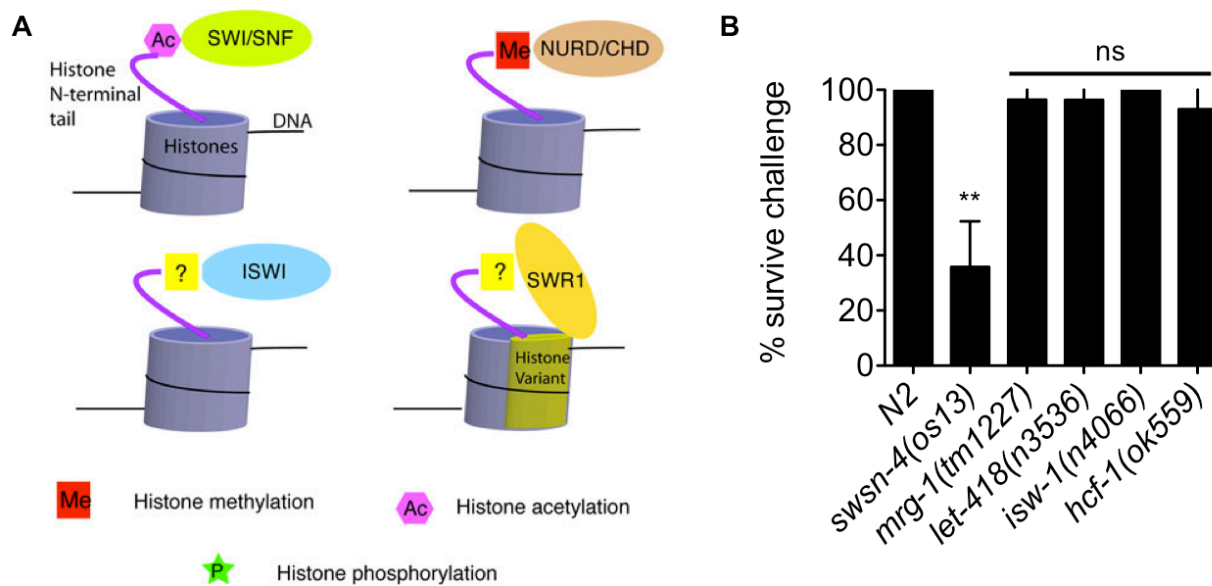 A
Ac
SWI/SNF
Histone
N-terminal
tail
DNA
Histones
Me
NURD/CHD
?
ISWI
?
SWR1
Histone
Variant
Me
Histone methylation
Ac
Histone acetylation
P
Histone phosphorylation
B
ns
% survive challenge
100
80
60
40
20
0
**
N2
swsn-4(os13)
mrg-1(tm1227)
let-418(n3536)
isw-1(n4066)
hcf-1(ok559)